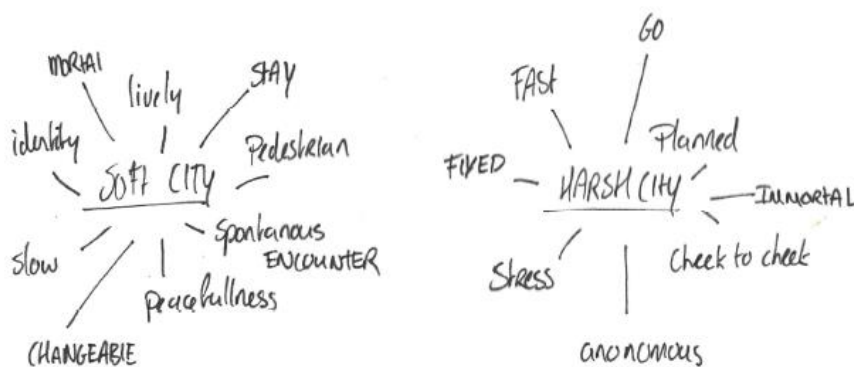 MORTAl
lively
STAY
identity
SOft CITY
Pedestrian
slow
spontanous
ENCOUNTER
peacefullness
CHANGEABLE
GO
FASt
Planned
FIXED
HARSH CITY
IMMORTAL
Stress
Cheek to cheek
anonomous